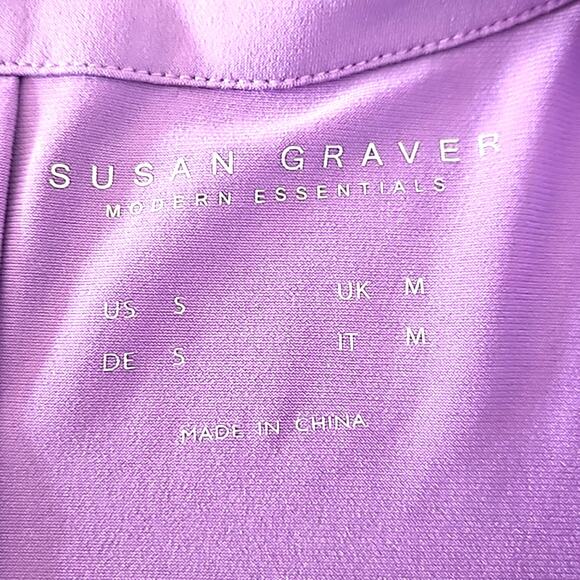 SUSAN GRAVER
MODERN ESSENTIALS
US S UK M
DE S IT M
MADE IN CHINA